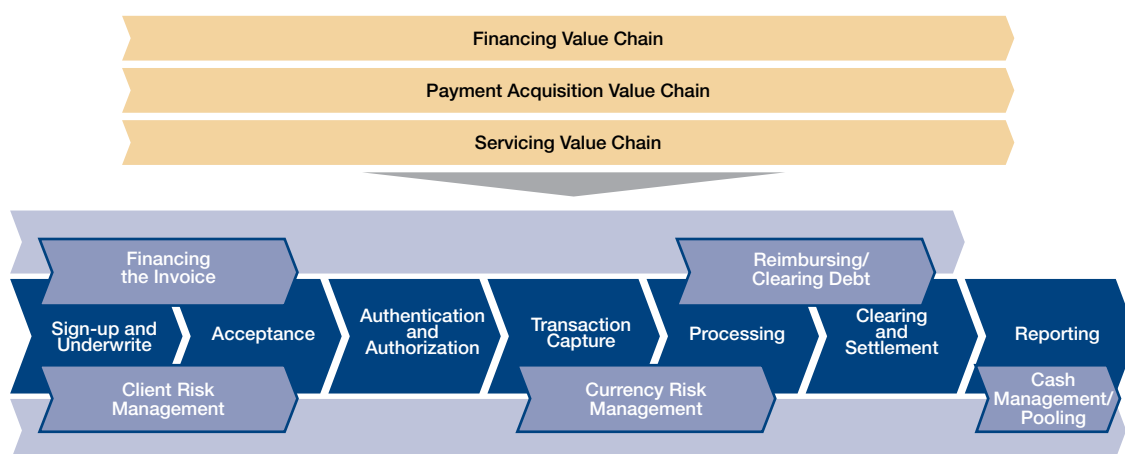 Financing Value Chain
Payment Acquisition Value Chain
Servicing Value Chain
Financing
the Invoice
Reimbursing/
Clearing Debt
Sign-up and
Underwrite
Acceptance
Authentication
and
Authorization
Transaction
Capture
Processing
Clearing
and
Settlement
Reporting
Client Risk
Management
Currency Risk
Management
Cash
Management/
Pooling